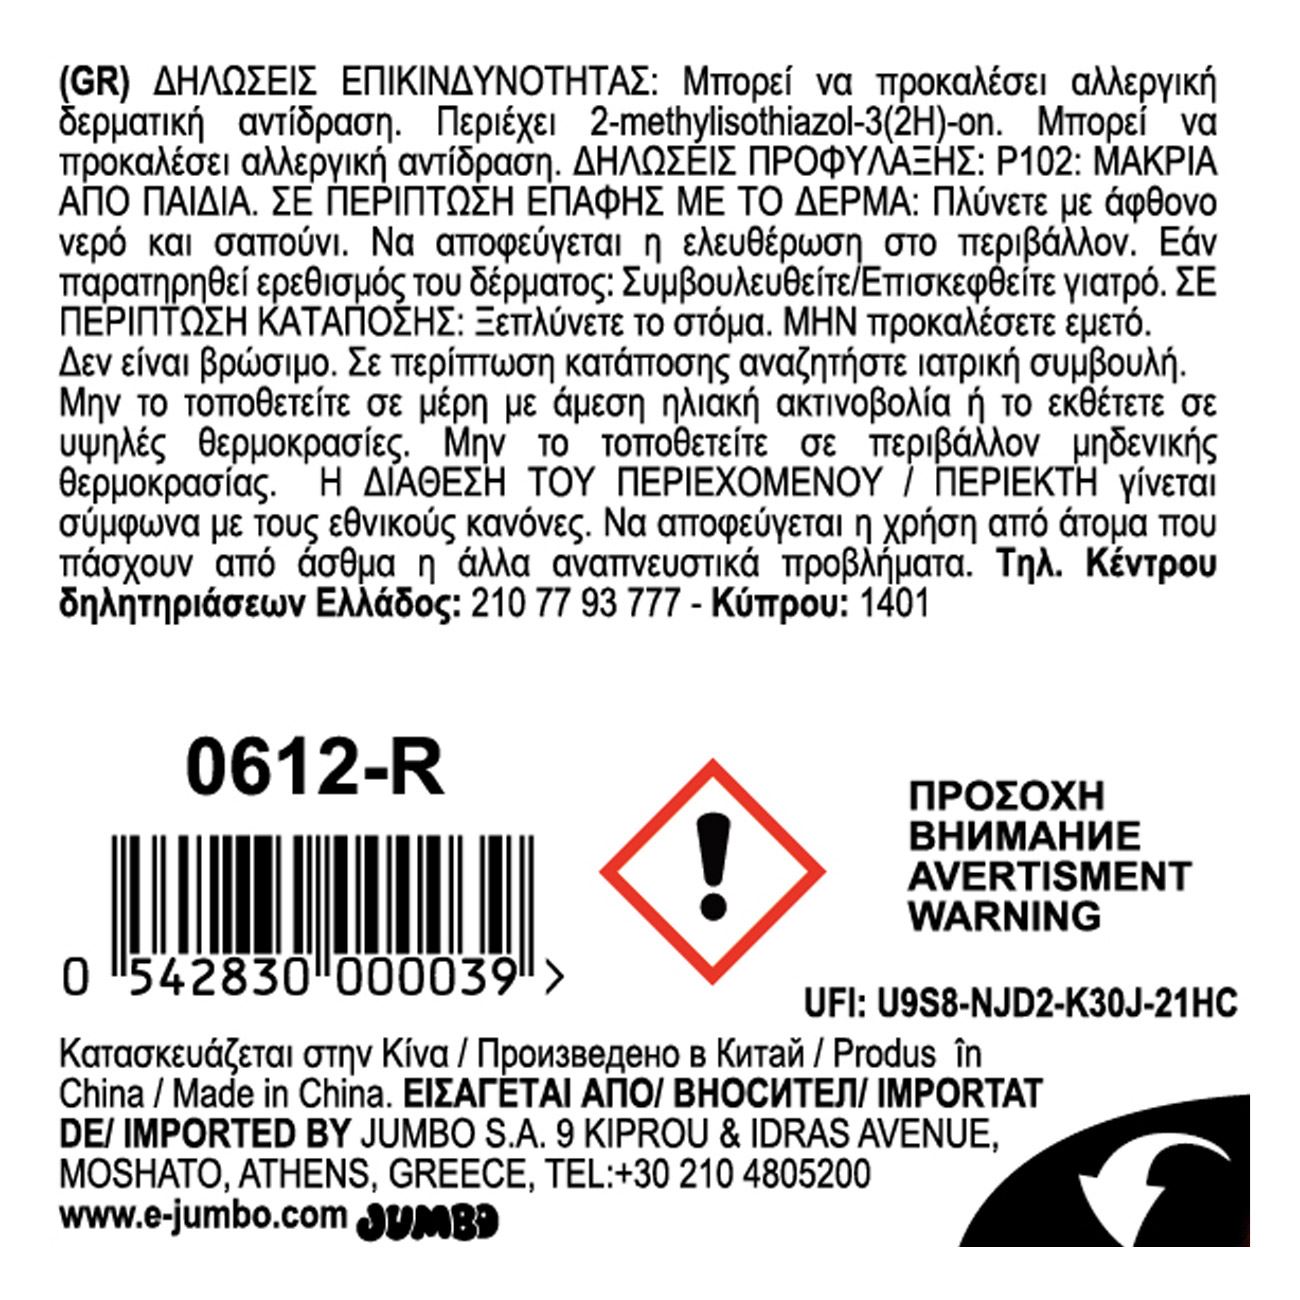 (GR) ΔΗΛΩΣΕΙΣ ΕΠΙΚΙΝΔΥΝΟΤΗΤΑΣ: Μπορεί να προκαλέσει αλλεργική
δερματική αντίδραση. Περιέχει 2-methylisothiazol-3(2H)-on. Μπορεί να
προκαλέσει αλλεργική αντίδραση. ΔΗΛΩΣΕΙΣ ΠΡΟΦΥΛΑΞΗΣ: P102: ΜΑΚΡΙΑ
ΑΠΟ ΠΑΙΔΙΑ. ΣΕ ΠΕΡΙΠΤΩΣΗ ΕΠΑΦΗΣ ΜΕ ΤΟ ΔΕΡΜΑ: Πλύνετε με άφθονο
νερό και σαπούνι. Να αποφεύγεται η ελευθέρωση στο περιβάλλον. Εάν
παρατηρηθεί ερεθισμός του δέρματος: Συμβουλευθείτε/Επισκεφθείτε γιατρό. ΣΕ
ΠΕΡΙΠΤΩΣΗ ΚΑΤΑΠΟΣΗΣ: Ξεπλύνετε το στόμα. ΜΗΝ προκαλέσετε εμετό.
Δεν είναι βρώσιμο. Σε περίπτωση κατάποσης αναζητήστε ιατρική συμβουλή.
Μην το τοποθετείτε σε μέρη με άμεση ηλιακή ακτινοβολία ή το εκθέτετε σε
υψηλές θερμοκρασίες. Μην το τοποθετείτε σε περιβάλλον μηδενικής
θερμοκρασίας. Η ΔΙΑΘΕΣΗ ΤΟΥ ΠΕΡΙΕΧΟΜΕΝΟΥ / ΠΕΡΙΕΚΤΗ γίνεται
σύμφωνα με τους εθνικούς κανόνες. Να αποφεύγεται η χρήση από άτομα που
πάσχουν από άσθμα η άλλα αναπνευστικά προβλήματα. Τηλ. Κέντρου
δηλητηριάσεων Ελλάδος: 210 77 93 777 - Κύπρου: 1401
0612-R
0 542830 000039 >
ΠΡΟΣΟΧΗ
ВНИМАНИЕ
AVERTISMENT
WARNING
UFI: U9S8-NJD2-K30J-21HC
Κατασκευάζεται στην Κίνα / Произведено в Китай / Produs în
China / Made in China. ΕΙΣΑΓΕΤΑΙ ΑΠΟ/ ВНОСИТЕЛ/ IMPORTAT
DE/ IMPORTED BY JUMBO S.A. 9 KIPROU & IDRAS AVENUE,
MOSHATO, ATHENS, GREECE, TEL:+30 210 4805200
www.e-jumbo.com JUMBO